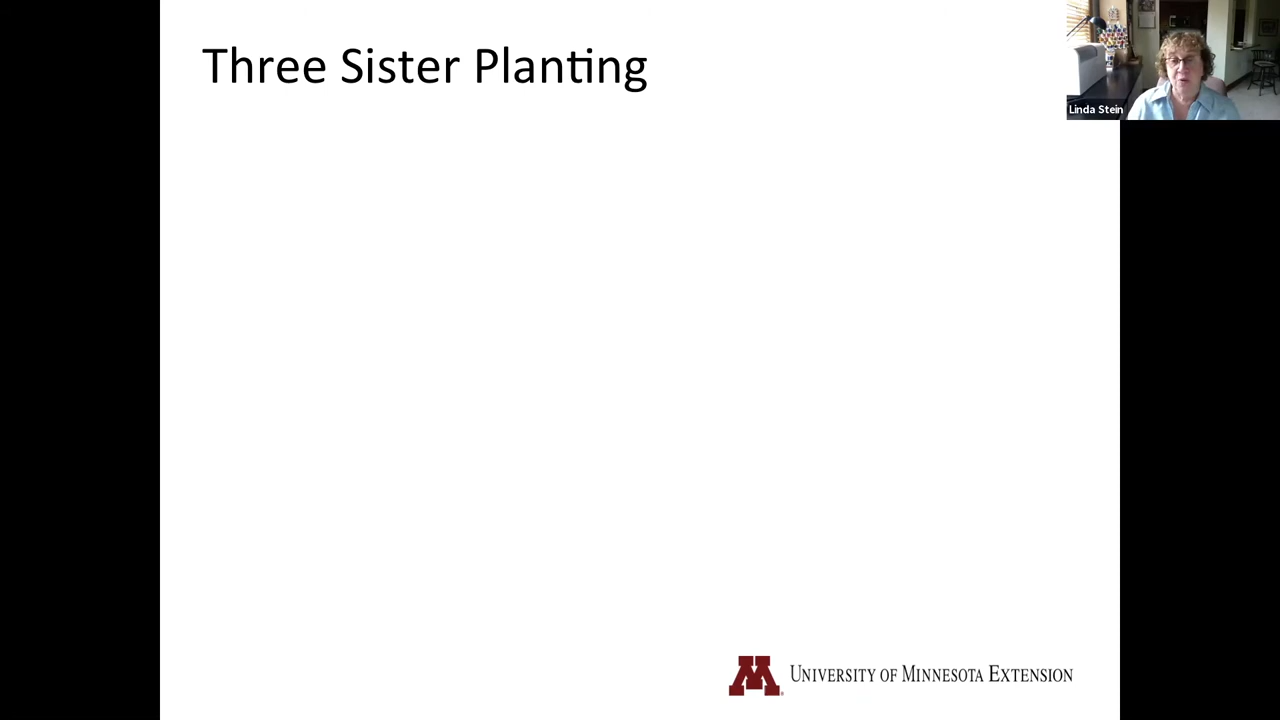 Three Sister Planting
Linda Stein
M
University of Minnesota Extension